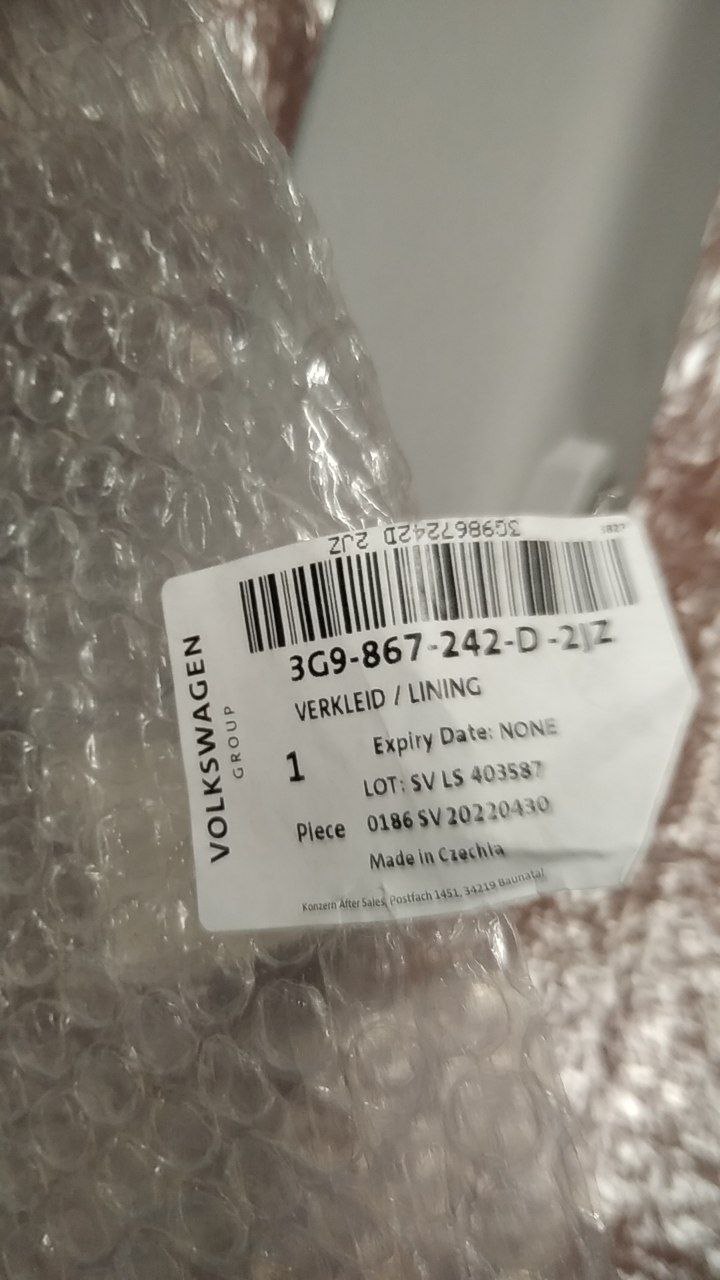 3G9867242D 2JZ
3G9-867-242-D -2JZ
VERKLEID / LINING
VOLKSWAGEN
GROUP
1
Piece
Expiry Date: NONE
LOT: SV LS 403587
0186 SV 20220430
Made in Czechia
Konzern After Sales, Postfach 1451, 34219 Baunatal